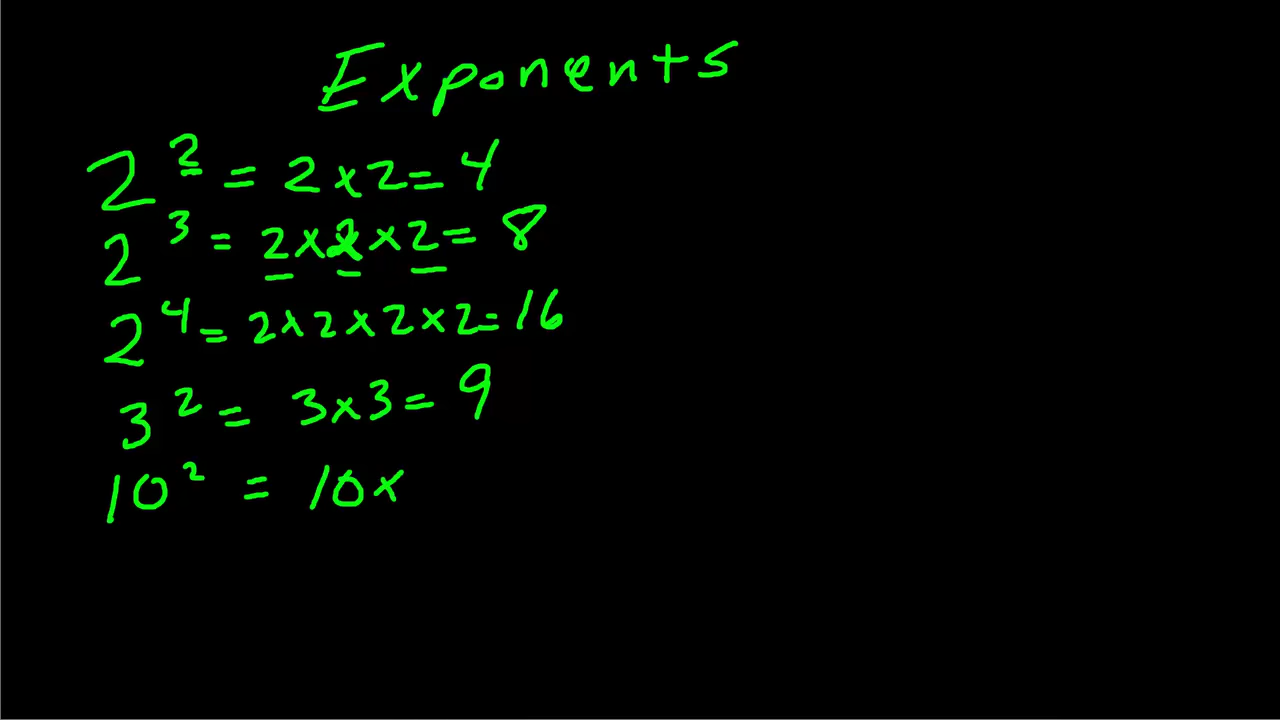 Exponents
2² = 2 x 2 = 4
2³ = 2 x 2 x 2 = 8
2⁴ = 2 x 2 x 2 x 2 = 16
3² = 3 x 3 = 9
10² = 10 x